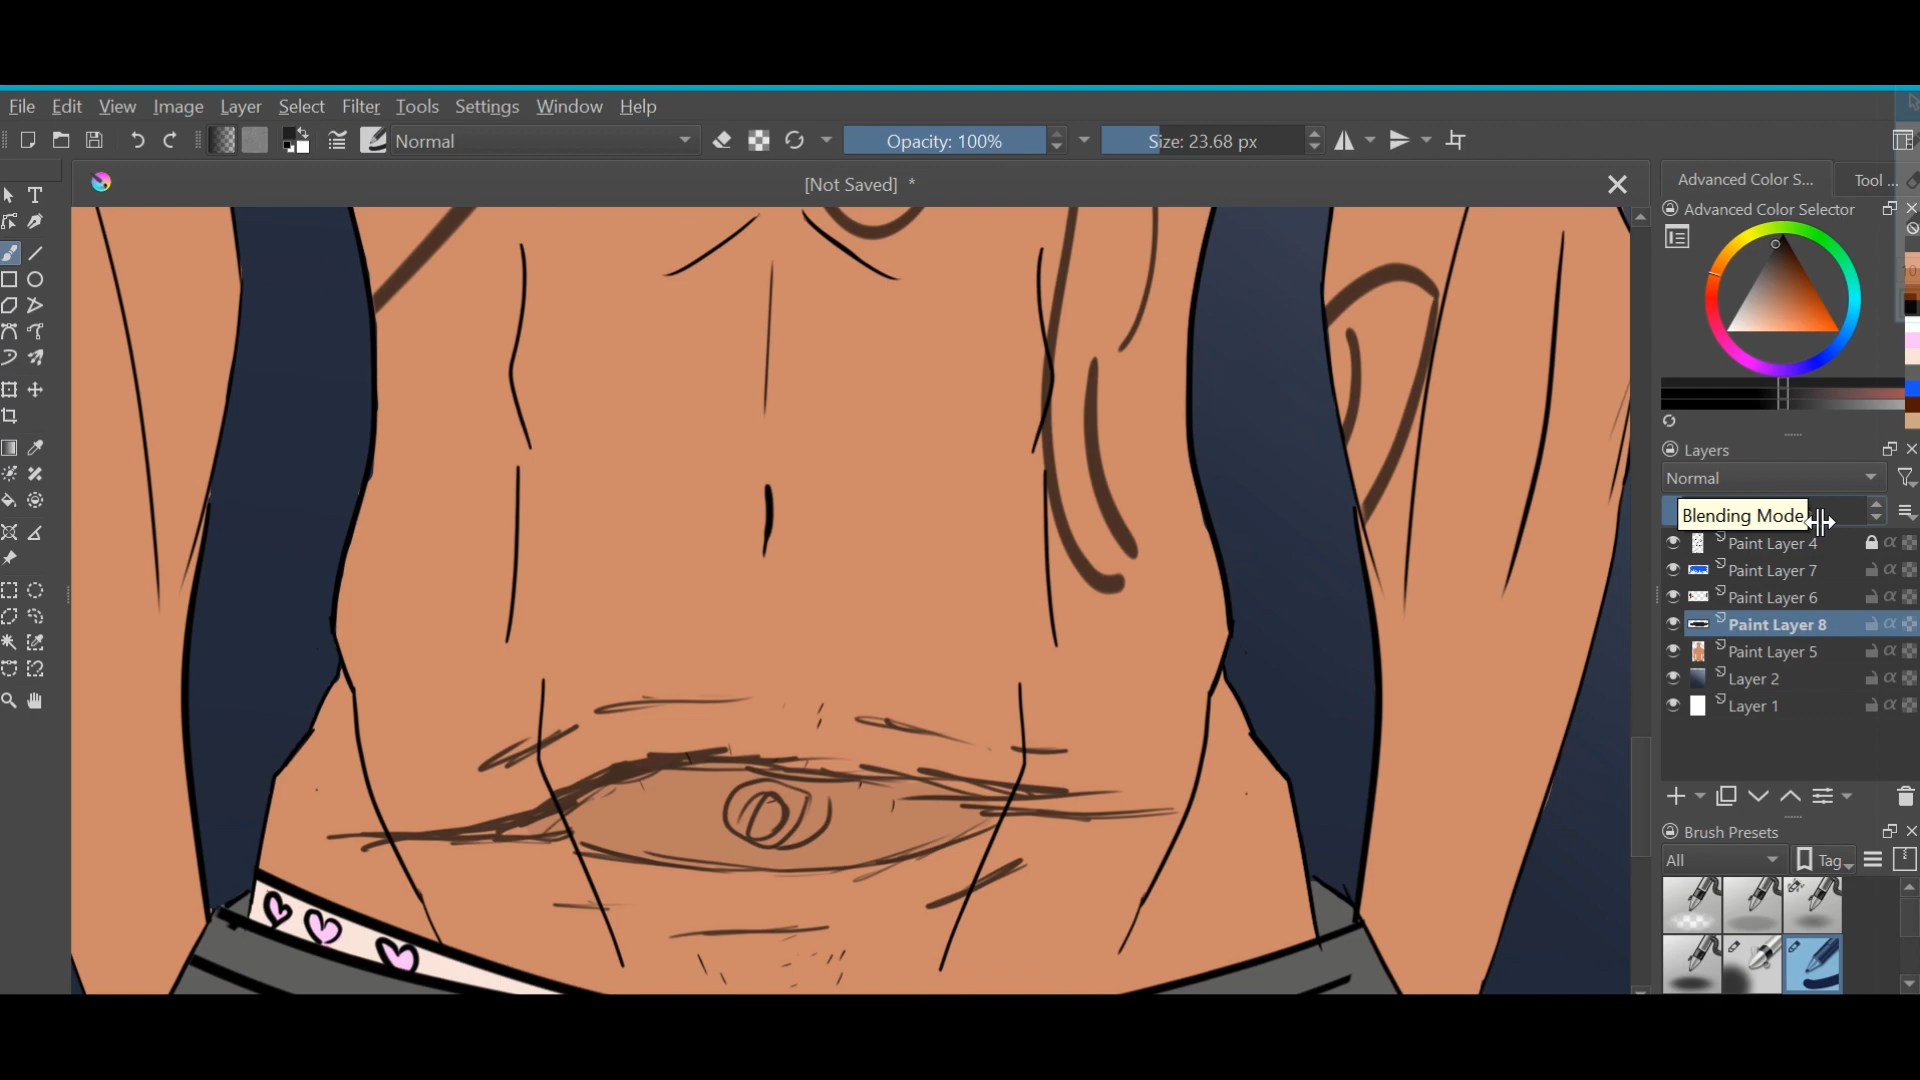 File Edit View Image Layer Select Filter Tools Settings Window Help
Normal Opacity: 100% Size: 23.68 px
[Not Saved] *
Advanced Color S... Tool ...
Advanced Color Selector
10
Layers
Normal
Blending Mode
Paint Layer 4
Paint Layer 7
Paint Layer 6
Paint Layer 8
Paint Layer 5
Layer 2
Layer 1
Brush Presets
All Tag